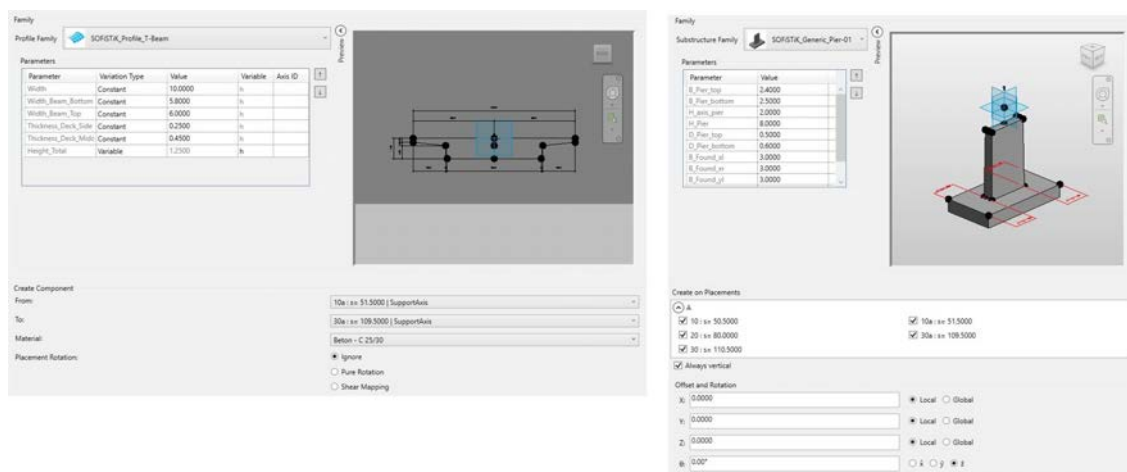 Family
Profile Family SOFiSTiK_Profile_T-Beam
Parameters
Parameter Variation Type Value Variable Axis ID
Width Constant 10.0000 h
Width_Beam_Bottom Constant 5.8000 h
Width_Beam_Top Constant 6.0000 h
Thickness_Deck_Side Constant 0.2500 h
Thickness_Deck_Midc Constant 0.4500 h
Height_Total Variable 1.2500 h
Preview
Create Component
From: 10a : s= 51.5000 | SupportAxis
To: 30a : s= 109.5000 | SupportAxis
Material: Beton - C 25/30
Placement Rotation: Ignore
Pure Rotation
Shear Mapping
Family
Substructure Family SOFiSTiK_Generic_Pier-01
Parameters
Parameter Value
B_Pier_top 2.4000
B_Pier_bottom 2.5000
H_axis_pier 2.0000
H_Pier 8.0000
D_Pier_top 0.5000
D_Pier_bottom 0.6000
B_Found_xl 3.0000
B_Found_xr 3.0000
B_Found_yl 3.0000
Preview
Create on Placements
A
10 : s= 50.5000 10a : s= 51.5000
20 : s= 80.0000 30a : s= 109.5000
30 : s= 110.5000
Always vertical
Offset and Rotation
X: 0.0000 Local Global
Y: 0.0000 Local Global
Z: 0.0000 Local Global
θ: 0.00°